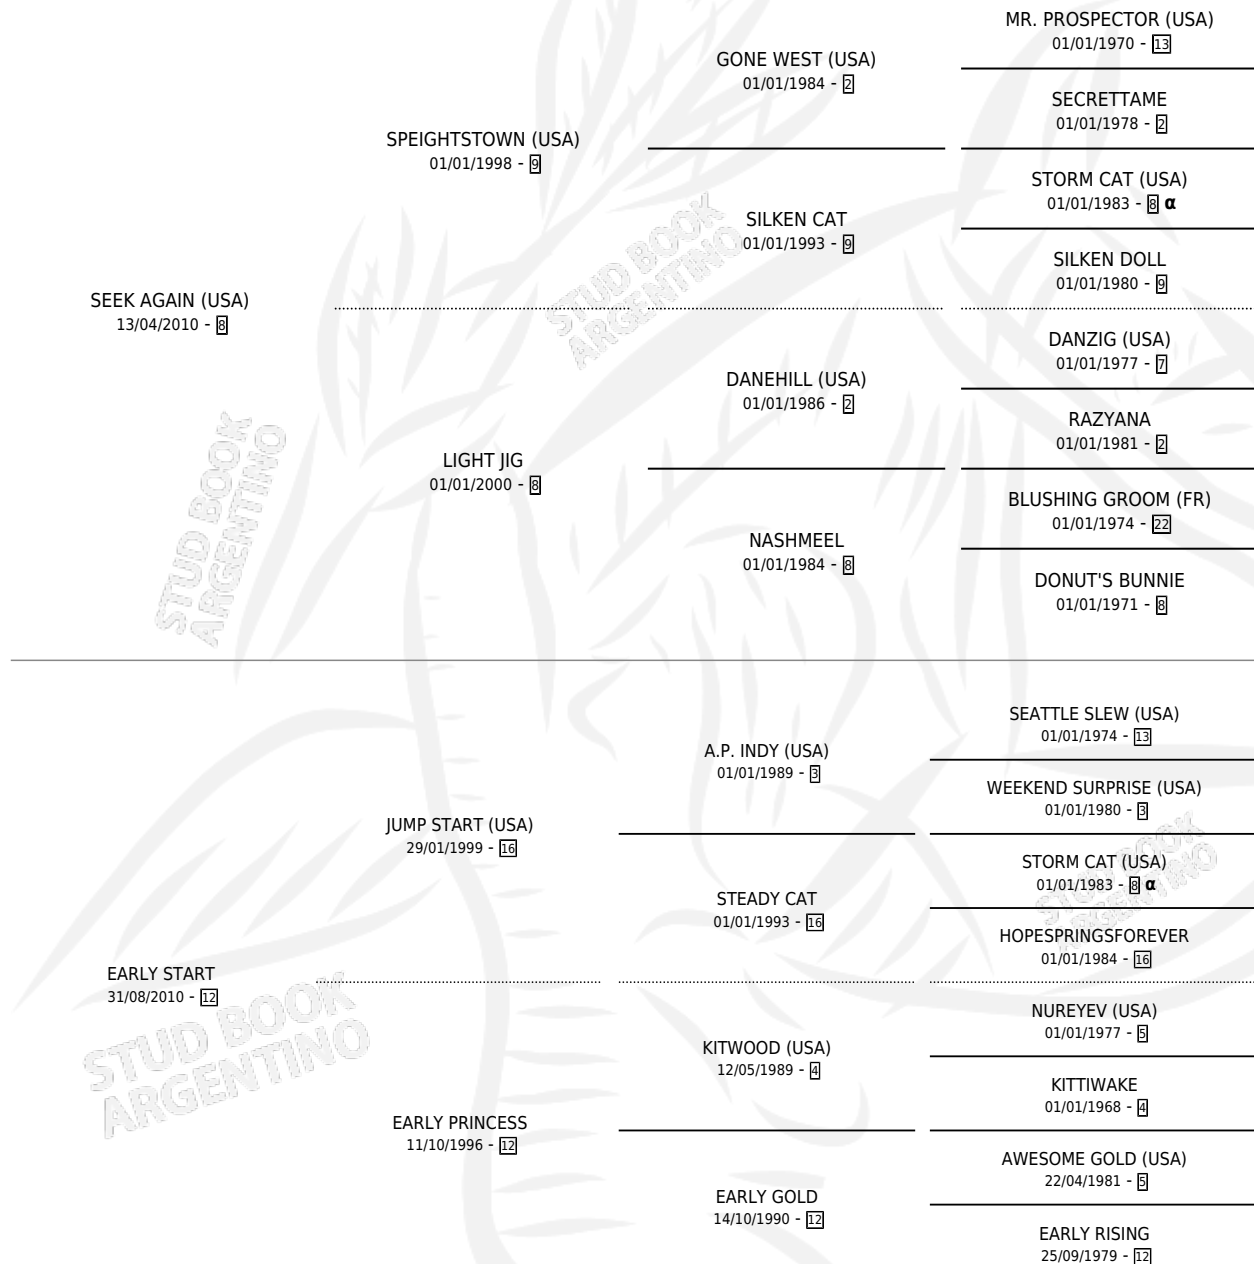 MR. PROSPECTOR (USA)
01/01/1970 - 13
GONE WEST (USA)
01/01/1984 - 2
SECRETTAME
01/01/1978 - 2
SPEIGHTSTOWN (USA)
01/01/1998 - 9
STORM CAT (USA)
01/01/1983 - 8 α
SILKEN CAT
01/01/1993 - 9
SILKEN DOLL
01/01/1980 - 9
SEEK AGAIN (USA)
13/04/2010 - 8
DANZIG (USA)
01/01/1977 - 7
DANEHILL (USA)
01/01/1986 - 2
RAZYANA
01/01/1981 - 2
LIGHT JIG
01/01/2000 - 8
BLUSHING GROOM (FR)
01/01/1974 - 22
NASHMEEL
01/01/1984 - 8
DONUT'S BUNNIE
01/01/1971 - 8
SEATTLE SLEW (USA)
01/01/1974 - 13
A.P. INDY (USA)
01/01/1989 - 3
WEEKEND SURPRISE (USA)
01/01/1980 - 3
JUMP START (USA)
29/01/1999 - 16
STORM CAT (USA)
01/01/1983 - 8 α
STEADY CAT
01/01/1993 - 16
HOPESPRINGSFOREVER
01/01/1984 - 16
EARLY START
31/08/2010 - 12
NUREYEV (USA)
01/01/1977 - 5
KITWOOD (USA)
12/05/1989 - 4
KITTIWAKE
01/01/1968 - 4
EARLY PRINCESS
11/10/1996 - 12
AWESOME GOLD (USA)
22/04/1981 - 5
EARLY GOLD
14/10/1990 - 12
EARLY RISING
25/09/1979 - 12
STUD BOOK
ARGENTINO
STUD BOOK
ARGENTINO
STUD BOOK
ARGENTINO
STUD BOOK
ARGENTINO